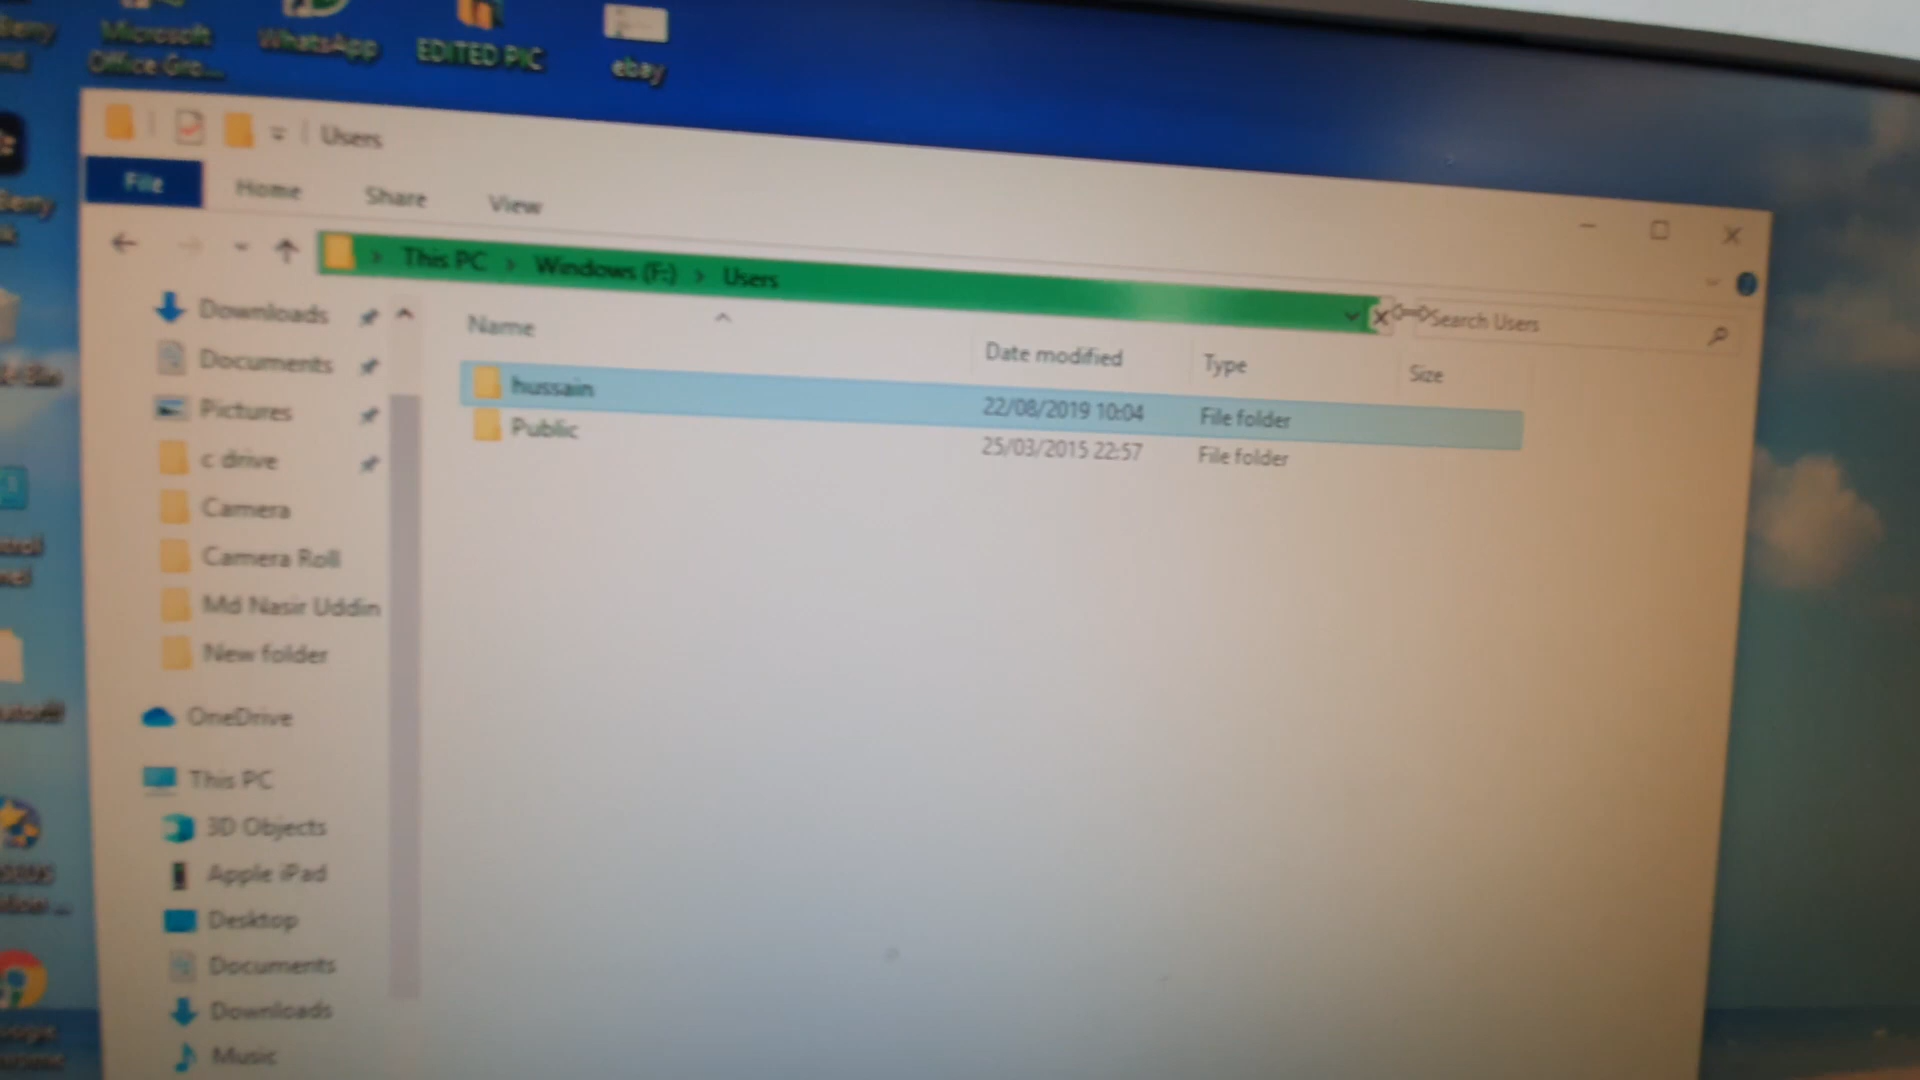 Microsoft
Office Gro...
WhatsApp
EDITED PIC
ebay
Users
File
Home
Share
View
This PC > Windows (F:) > Users
Search Users
Name
Date modified
Type
Size
hussain
22/08/2019 10:04
File folder
Public
25/03/2015 22:57
File folder
Downloads
Documents
Pictures
c drive
Camera
Camera Roll
Md Nasir Uddin
New folder
OneDrive
This PC
3D Objects
Apple iPad
Desktop
Documents
Downloads
Music